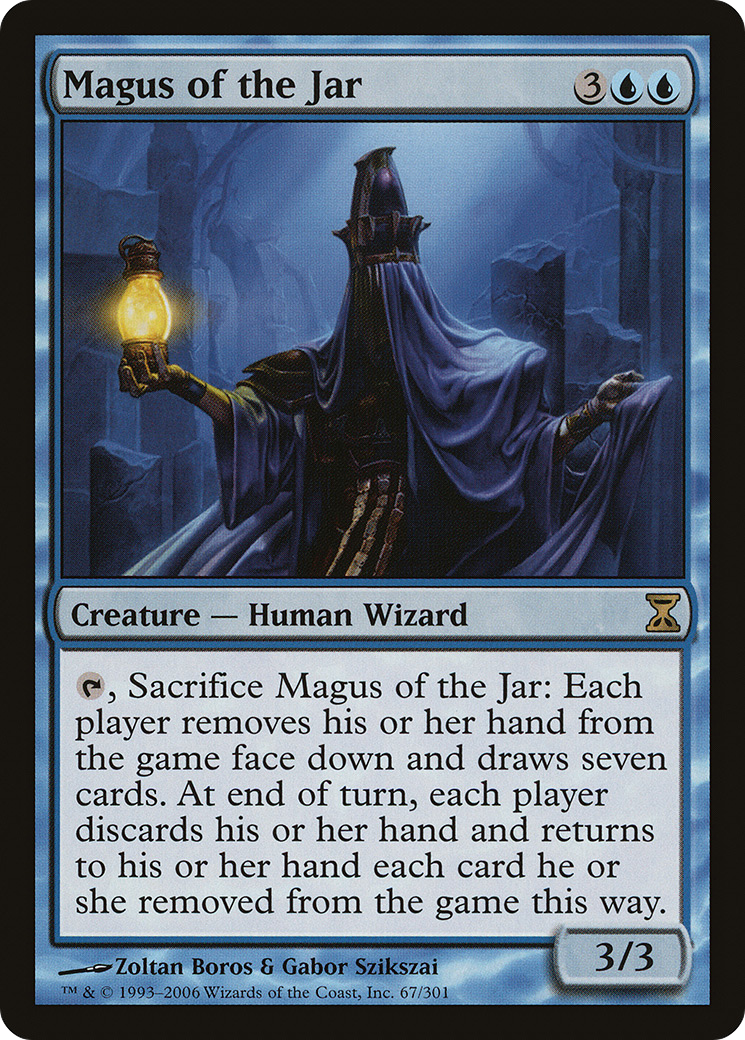 Magus of the Jar 3
Creature — Human Wizard
, Sacrifice Magus of the Jar: Each
player removes his or her hand from
the game face down and draws seven
cards. At end of turn, each player
discards his or her hand and returns
to his or her hand each card he or
she removed from the game this way.
3/3
Zoltan Boros & Gabor Szikszai
™ & © 1993–2006 Wizards of the Coast, Inc. 67/301